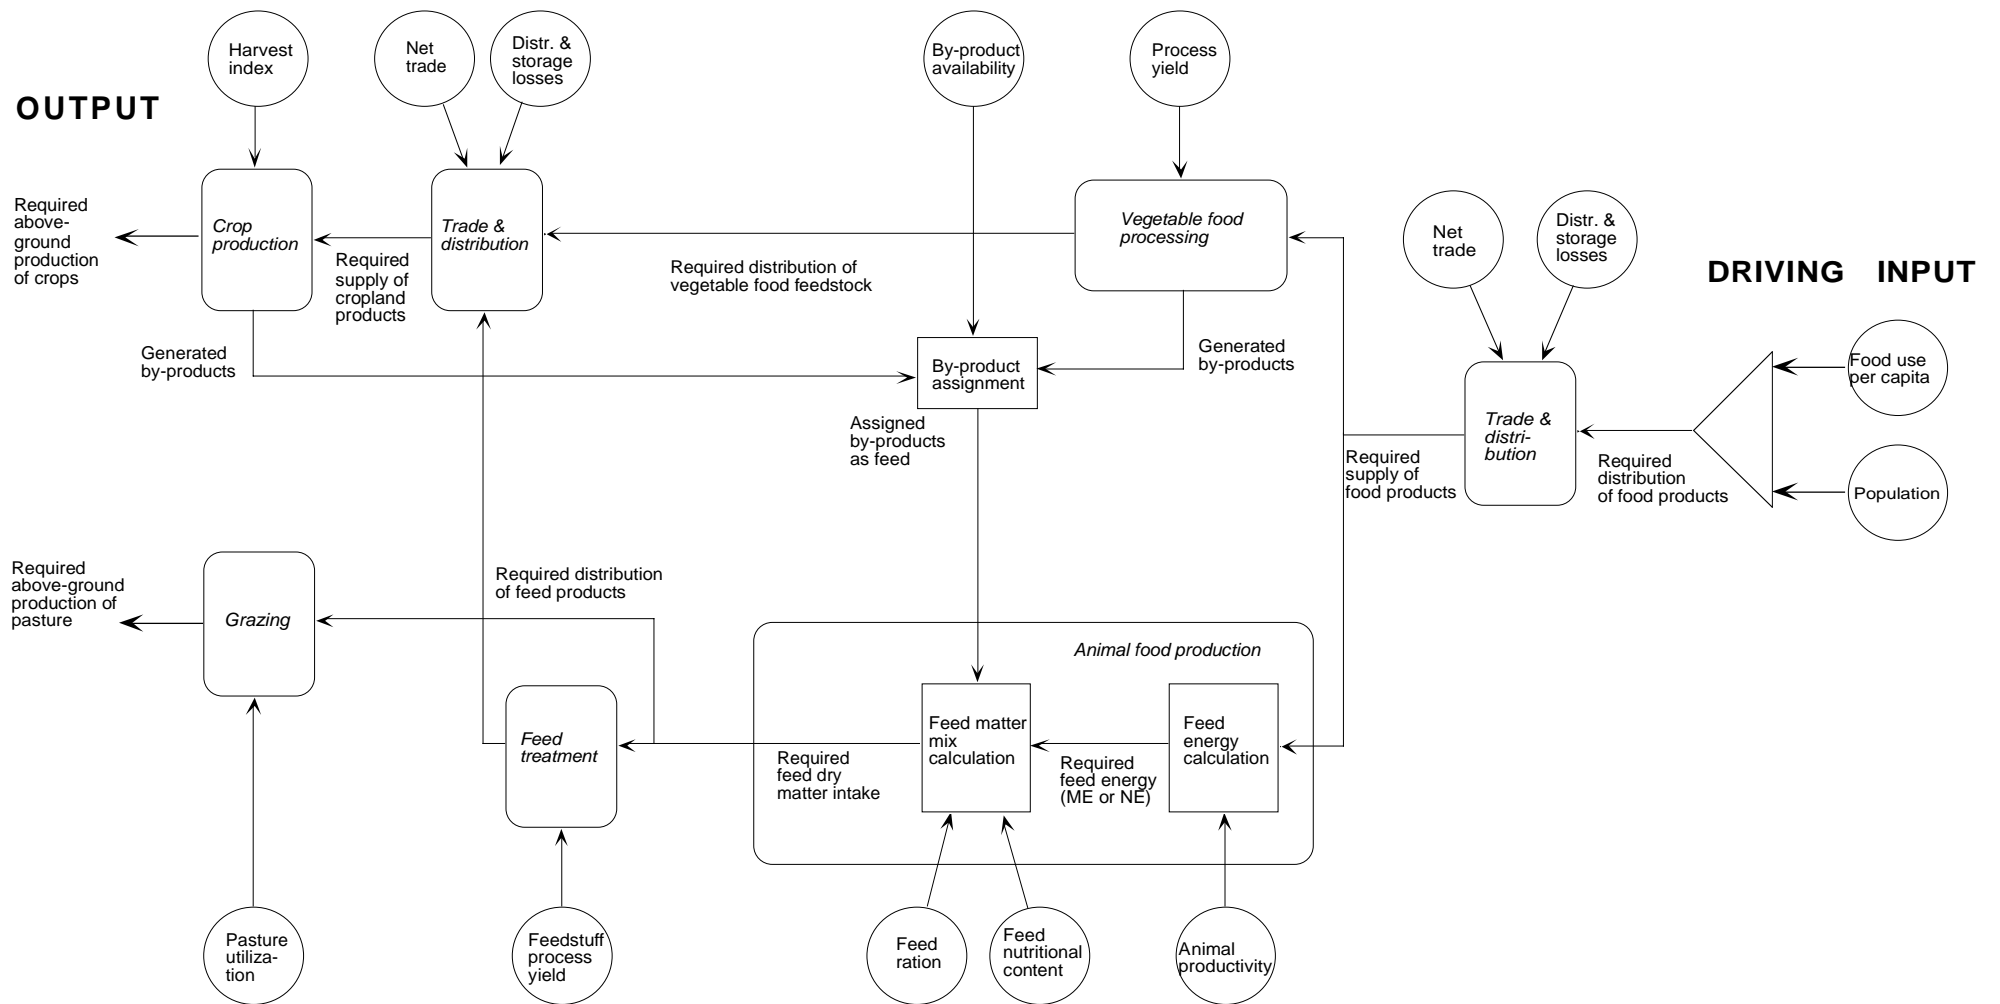 Harvest
index
Net
trade
Distr. &
storage
losses
By-product
availability
Process
yield
OUTPUT
Required
above-
ground
production
of crops
Crop
production
Required
supply of
cropland
products
Trade &
distribution
Required distribution of
vegetable food feedstock
Vegetable food
processing
Net
trade
Distr. &
storage
losses
DRIVING INPUT
Generated
by-products
By-product
assignment
Generated
by-products
Assigned
by-products
as feed
Required
supply of
food products
Trade &
distri-
bution
Required
distribution
of food products
Food use
per capita
Population
Required
above-ground
production of
pasture
Grazing
Required distribution
of feed products
Feed
treatment
Animal food production
Required
feed dry
matter intake
Feed matter
mix
calculation
Required
feed energy
(ME or NE)
Feed
energy
calculation
Pasture
utiliza-
tion
Feedstuff
process
yield
Feed
ration
Feed
nutritional
content
Animal
productivity